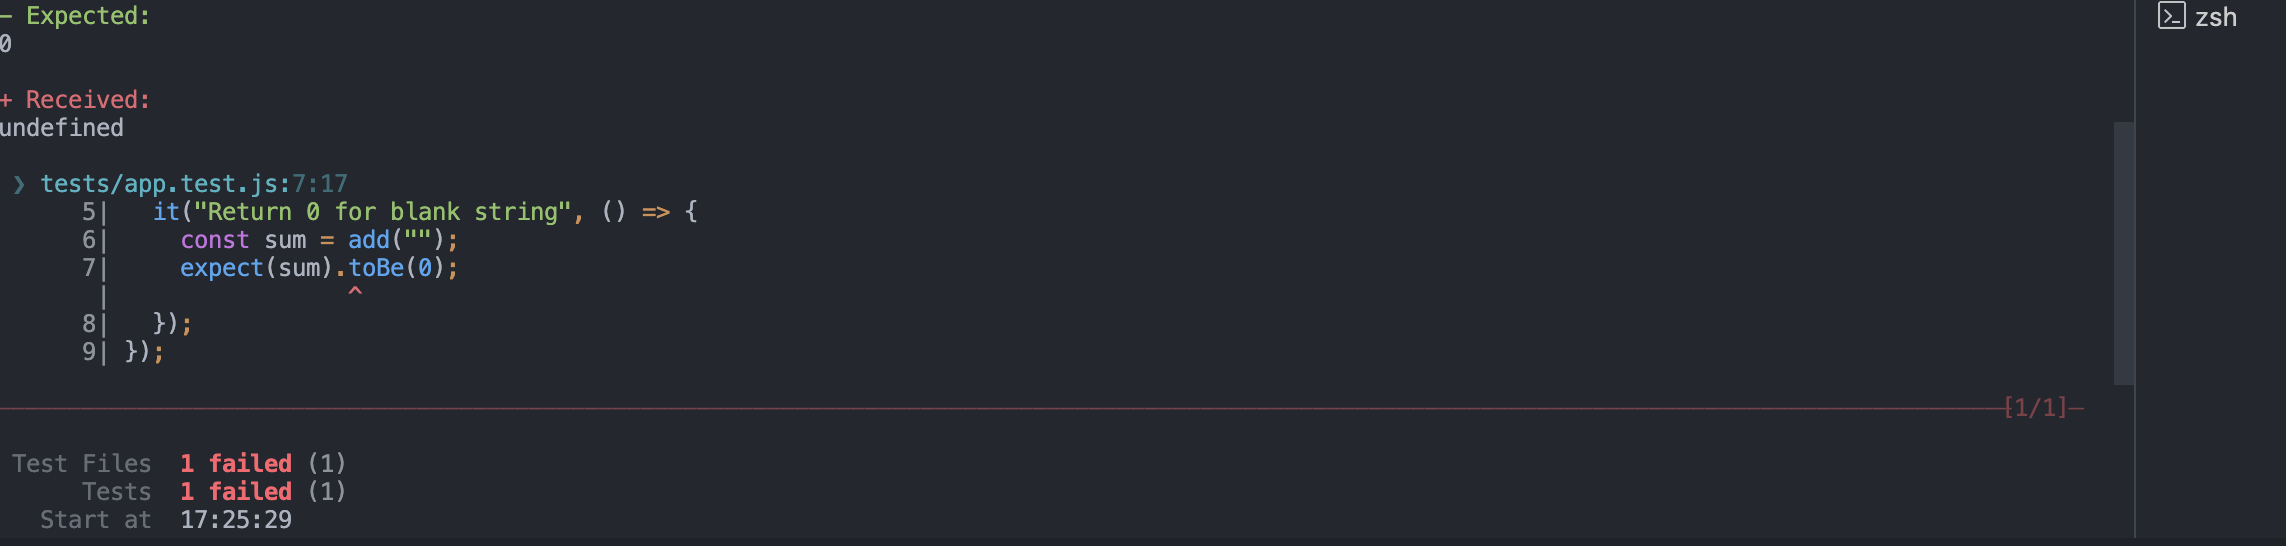 - Expected:
0
+ Received:
undefined
❯ tests/app.test.js:7:17
5|   it("Return 0 for blank string", () => {
6|     const sum = add("");
7|     expect(sum).toBe(0);
|                 ^
8|   });
9| });
[1/1]
Test Files  1 failed (1)
Tests  1 failed (1)
Start at  17:25:29
zsh